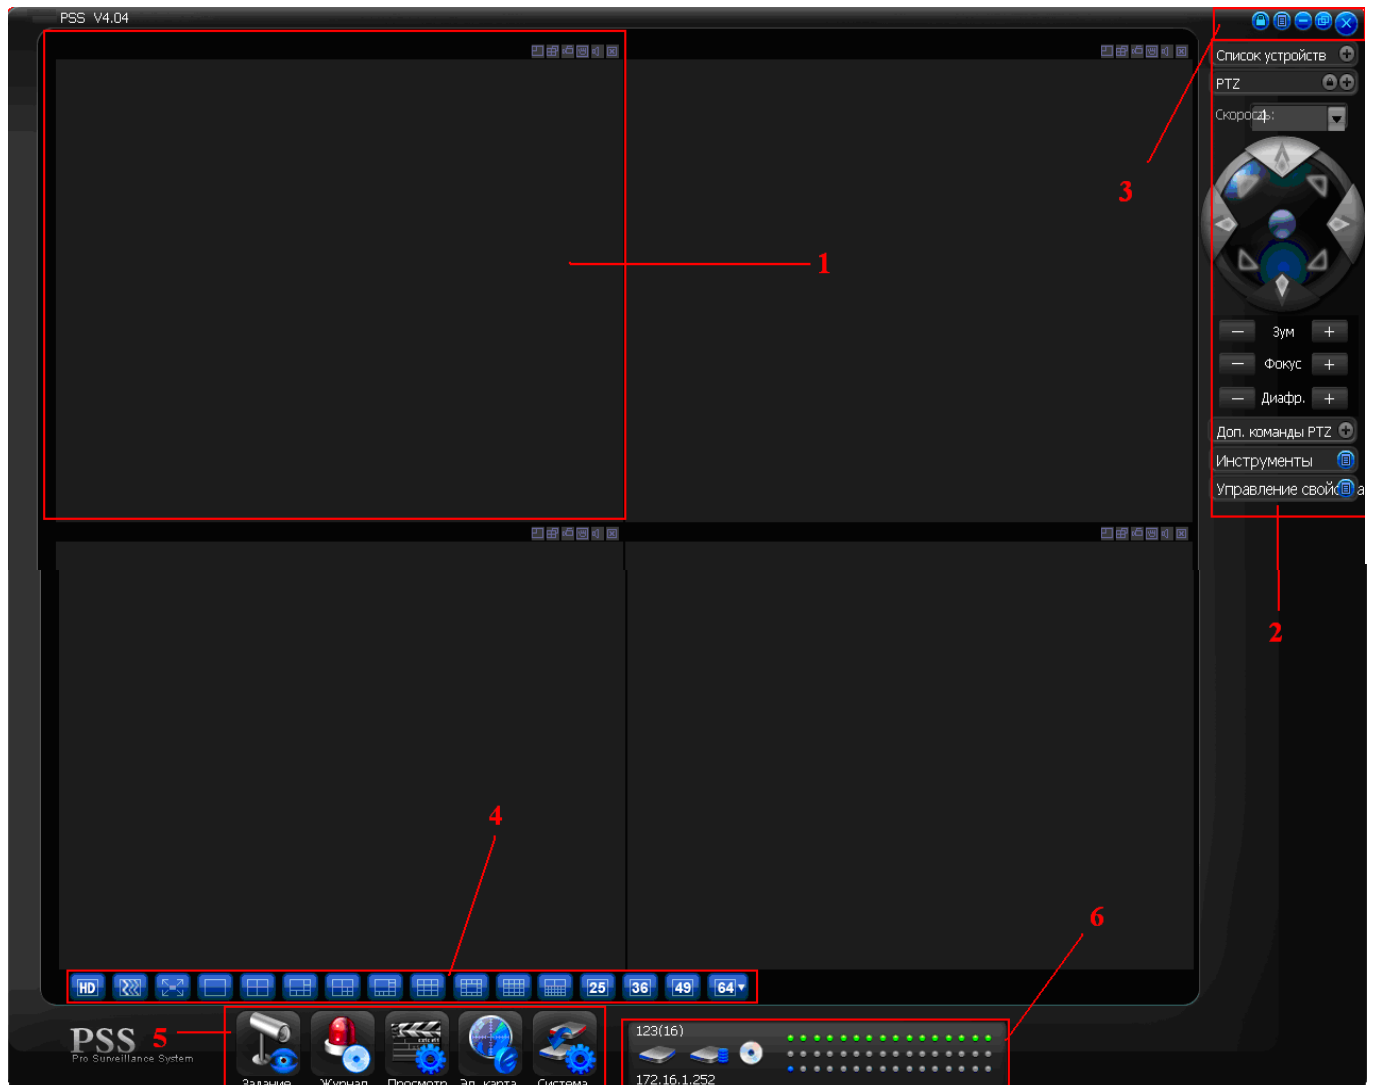 PSS V4.04
Список устройств
PTZ
3
Скорость:
4
1
Зум
Фокус
Диафр.
Доп. команды PTZ
Инструменты
Управление свойства
2
4
6
HD
25
36
49
64
PSS
Pro Surveillance System
5
Задание
Журнал
Просмотр
Эл. карта
Система
123(16)
172.16.1.252